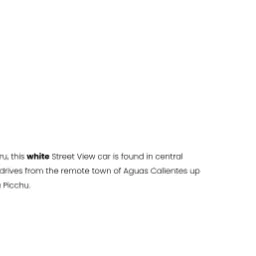 ru, this white Street View car is found in central
drives from the remote town of Aguas Calientes up
Picchu.